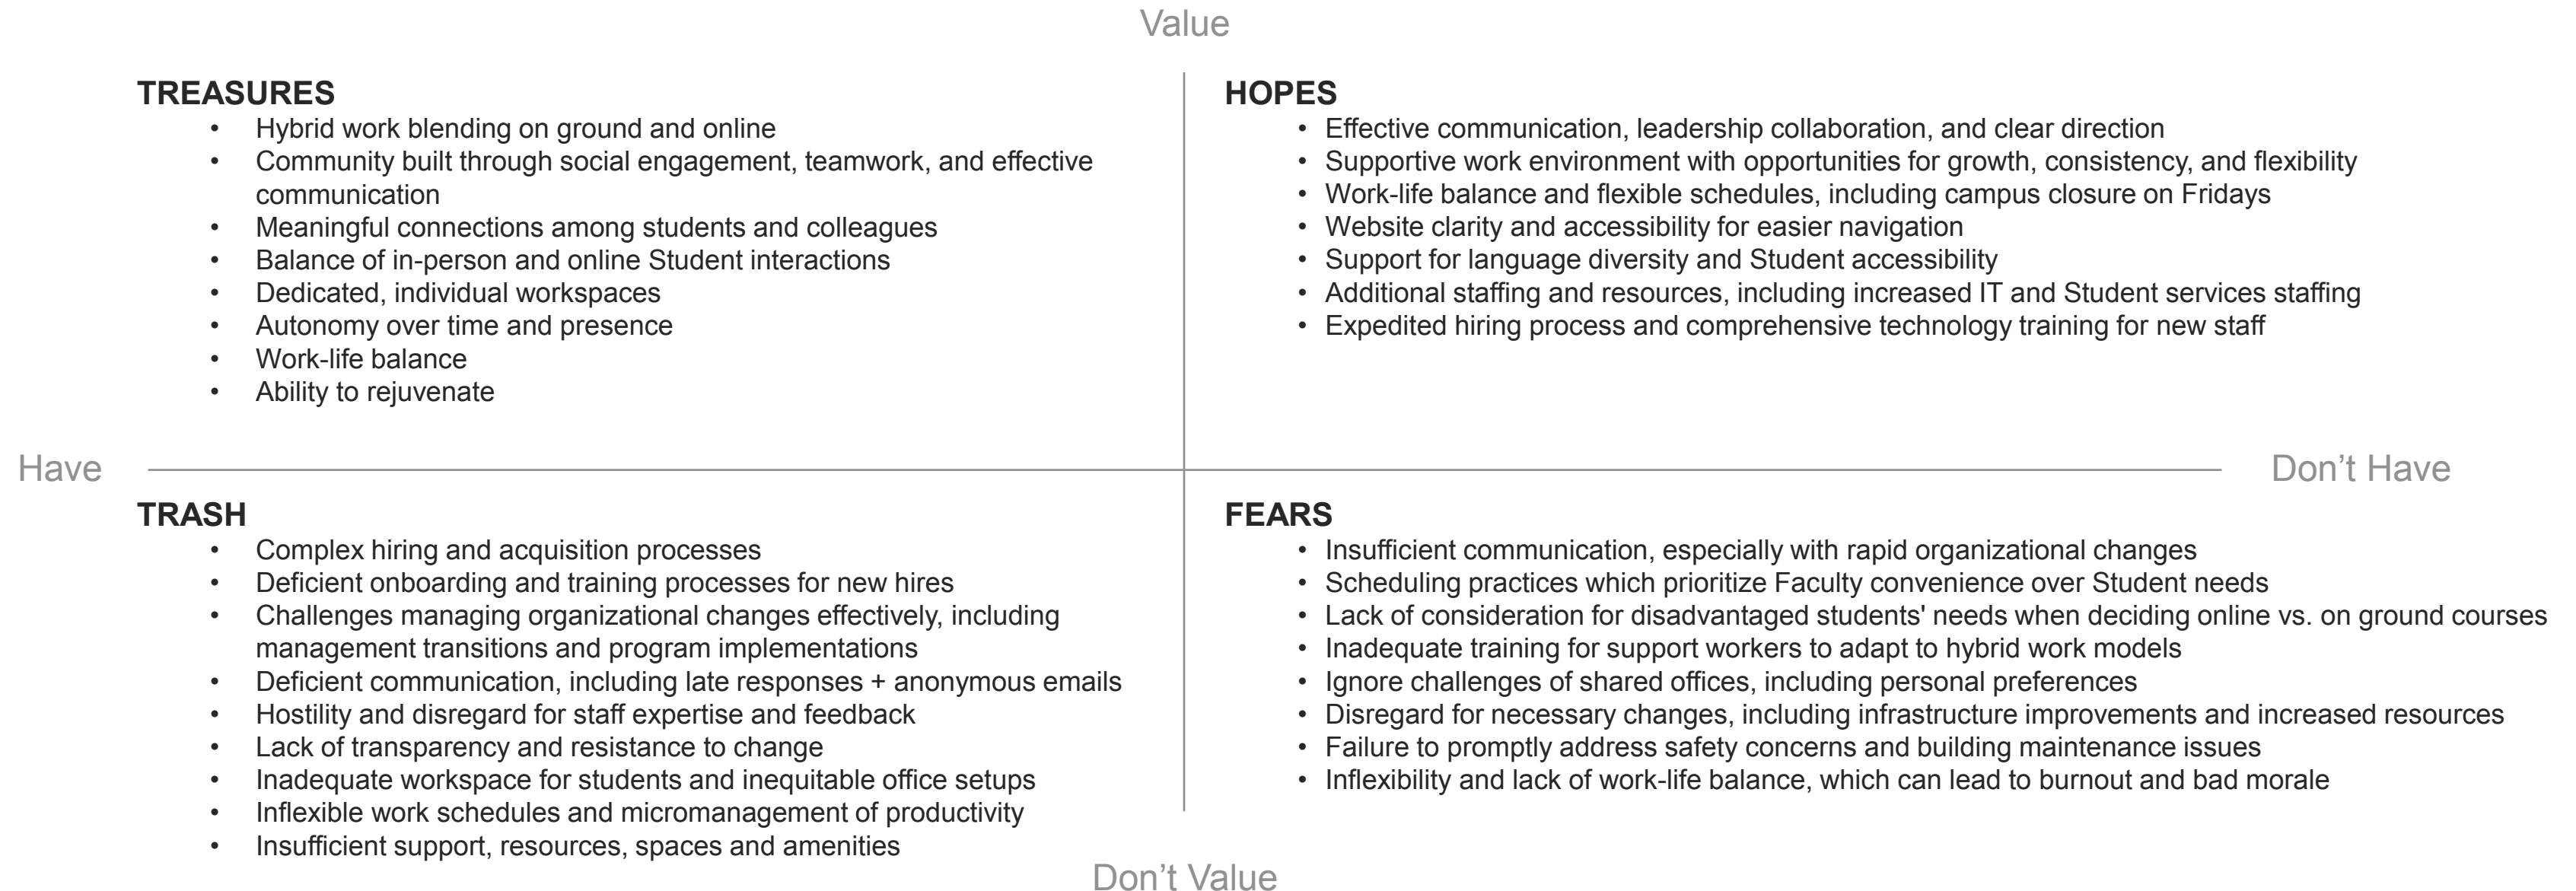 Value
TREASURES
• Hybrid work blending on ground and online
• Community built through social engagement, teamwork, and effective
communication
• Meaningful connections among students and colleagues
• Balance of in-person and online Student interactions
• Dedicated, individual workspaces
• Autonomy over time and presence
• Work-life balance
• Ability to rejuvenate
HOPES
• Effective communication, leadership collaboration, and clear direction
• Supportive work environment with opportunities for growth, consistency, and flexibility
• Work-life balance and flexible schedules, including campus closure on Fridays
• Website clarity and accessibility for easier navigation
• Support for language diversity and Student accessibility
• Additional staffing and resources, including increased IT and Student services staffing
• Expedited hiring process and comprehensive technology training for new staff
Have
Don’t Have
TRASH
• Complex hiring and acquisition processes
• Deficient onboarding and training processes for new hires
• Challenges managing organizational changes effectively, including
management transitions and program implementations
• Deficient communication, including late responses + anonymous emails
• Hostility and disregard for staff expertise and feedback
• Lack of transparency and resistance to change
• Inadequate workspace for students and inequitable office setups
• Inflexible work schedules and micromanagement of productivity
• Insufficient support, resources, spaces and amenities
FEARS
• Insufficient communication, especially with rapid organizational changes
• Scheduling practices which prioritize Faculty convenience over Student needs
• Lack of consideration for disadvantaged students' needs when deciding online vs. on ground courses
• Inadequate training for support workers to adapt to hybrid work models
• Ignore challenges of shared offices, including personal preferences
• Disregard for necessary changes, including infrastructure improvements and increased resources
• Failure to promptly address safety concerns and building maintenance issues
• Inflexibility and lack of work-life balance, which can lead to burnout and bad morale
Don’t Value